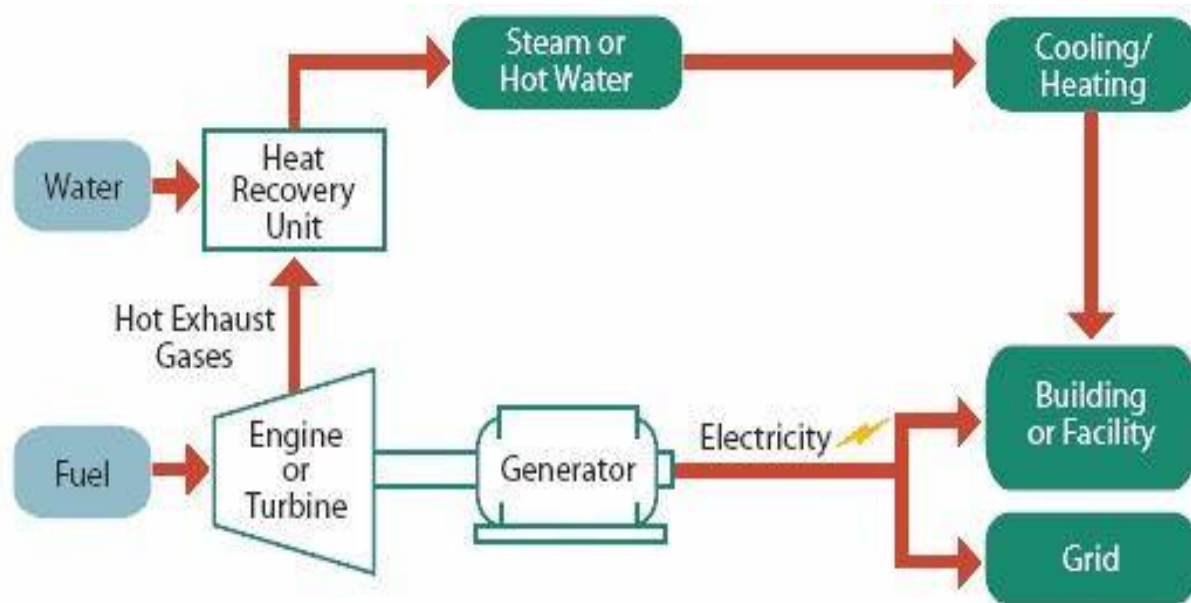 Steam or
Hot Water
Cooling/
Heating
Water
Heat
Recovery
Unit
Hot Exhaust
Gases
Fuel
Engine
or
Turbine
Generator
Electricity
Building
or Facility
Grid